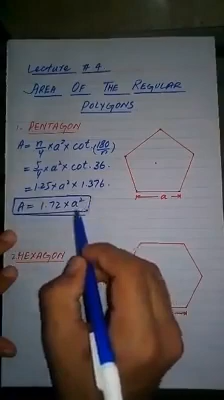 Lecture # 4
AREA OF THE REGULAR
POLYGONS
1:- PENTAGON
A = n/4 x a² x cot (180/n)
= 5/4 x a² x cot 36.
= 1.25 x a² x 1.376.
A = 1.72 x a²
a
HEXAGON